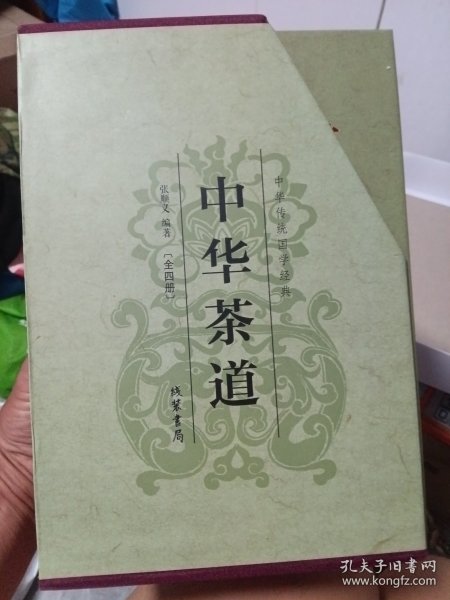 中华传统国学经典
中华茶道
张顺义 编著
〔全四册〕
线装书局
孔夫子旧书网
www.kongfz.com